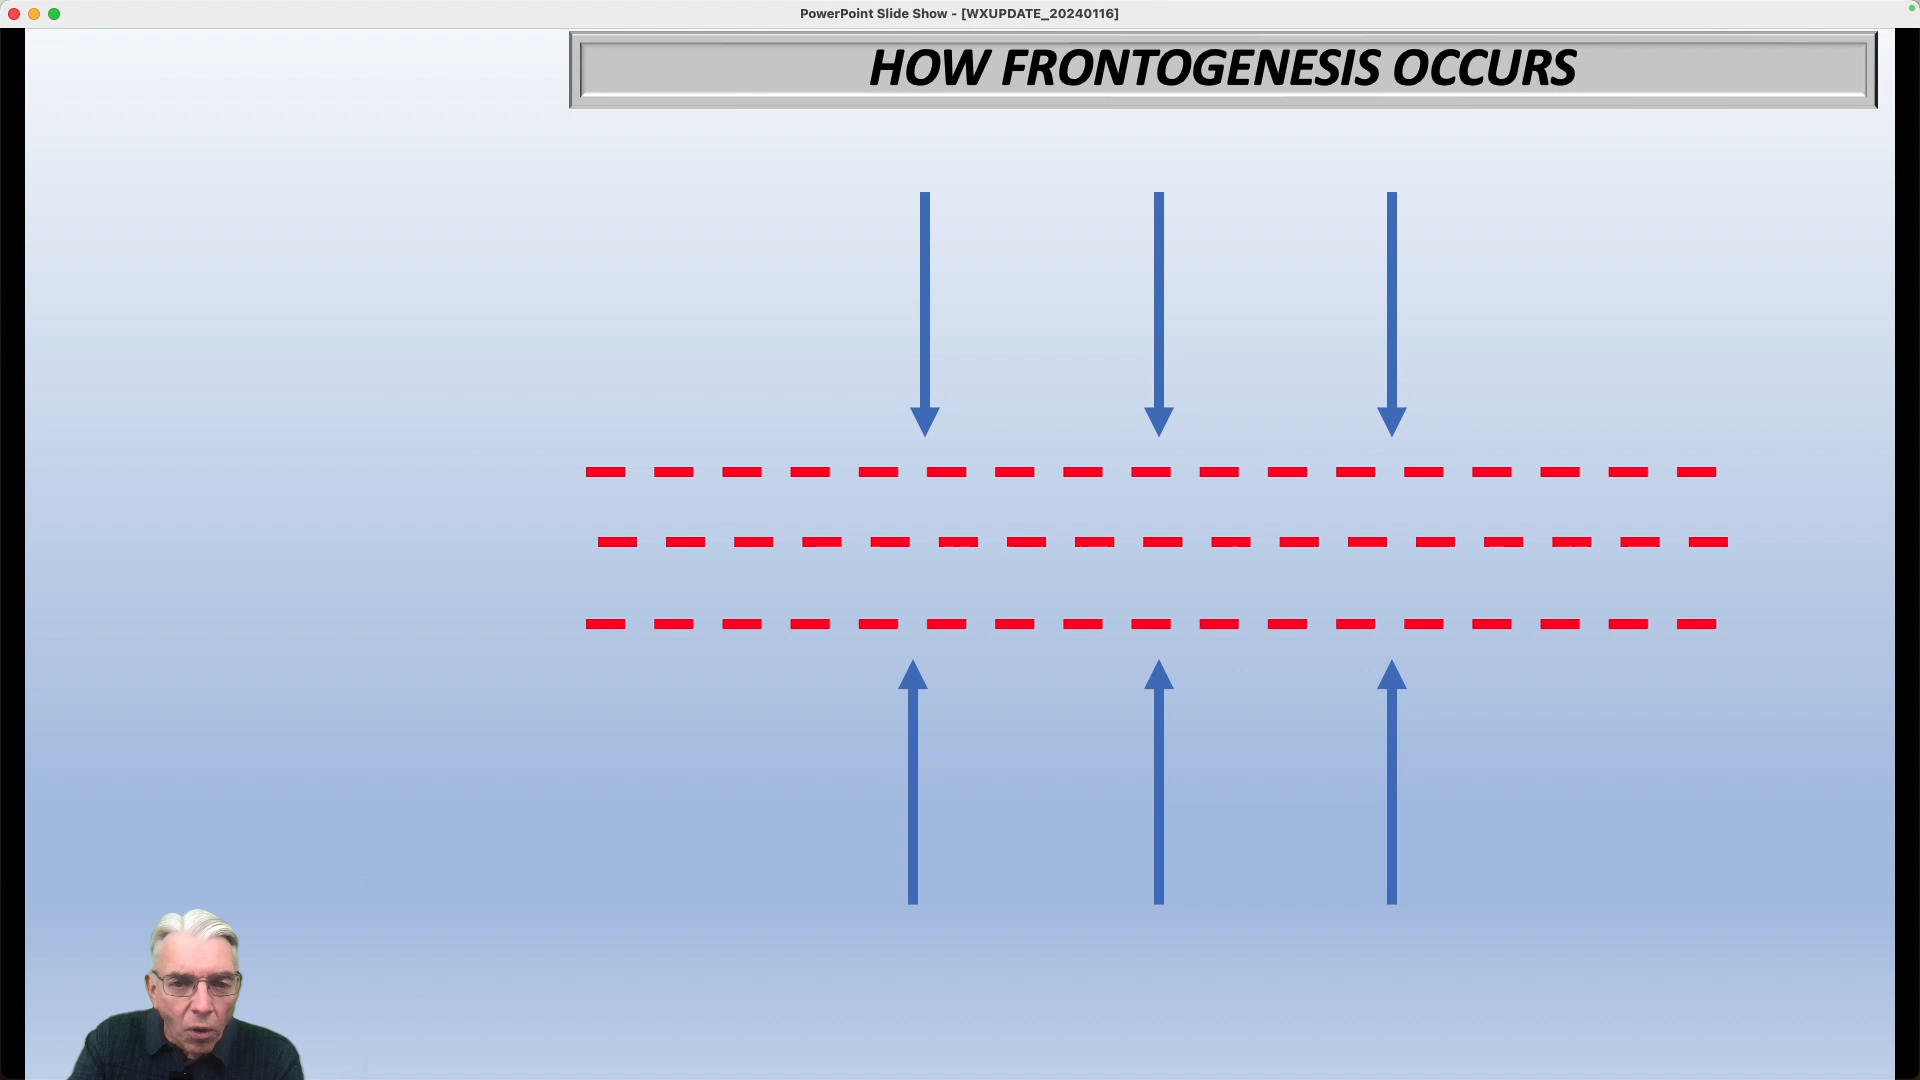 PowerPoint Slide Show - [WXUPDATE_20240116]
HOW FRONTOGENESIS OCCURS